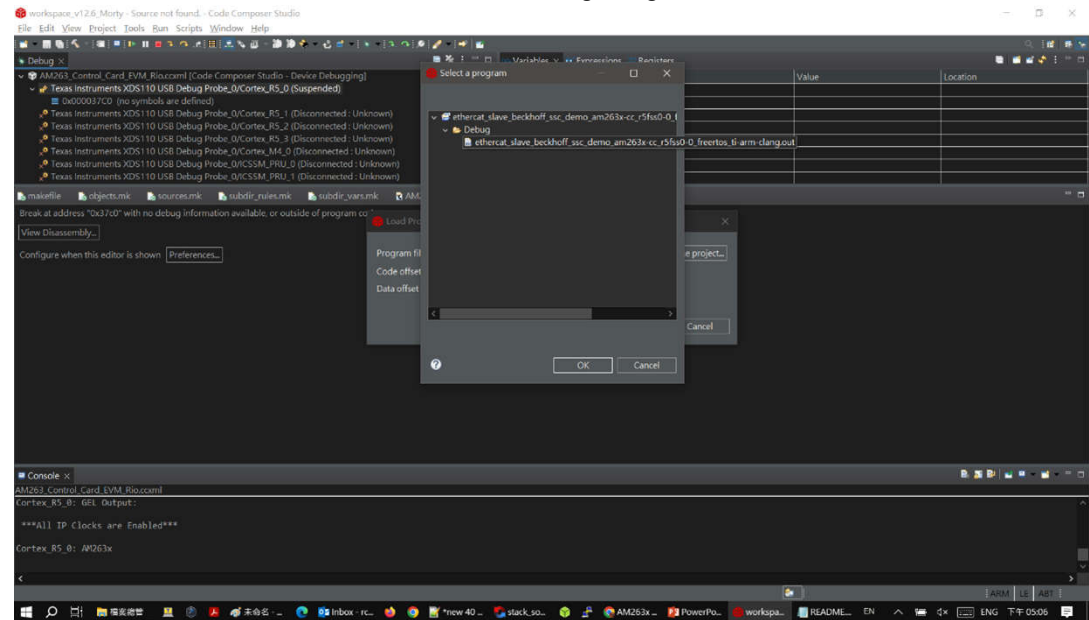 workspace_v12.6_Morty - Source not found. - Code Composer Studio
File Edit View Project Tools Run Scripts Window Help
Debug
Variables Expressions Registers
AM263_Control_Card_EVM_Rio.ccxml [Code Composer Studio - Device Debugging]
Texas Instruments XDS110 USB Debug Probe_0/Cortex_R5_0 (Suspended)
0x000037C0 (no symbols are defined)
Texas Instruments XDS110 USB Debug Probe_0/Cortex_R5_1 (Disconnected : Unknown)
Texas Instruments XDS110 USB Debug Probe_0/Cortex_R5_2 (Disconnected : Unknown)
Texas Instruments XDS110 USB Debug Probe_0/Cortex_R5_3 (Disconnected : Unknown)
Texas Instruments XDS110 USB Debug Probe_0/Cortex_M4_0 (Disconnected : Unknown)
Texas Instruments XDS110 USB Debug Probe_0/ICSSM_PRU_0 (Disconnected : Unknown)
Texas Instruments XDS110 USB Debug Probe_0/ICSSM_PRU_1 (Disconnected : Unknown)
Value Location
Select a program
ethercat_slave_beckhoff_ssc_demo_am263x-cc_r5fss0-0_f
Debug
ethercat_slave_beckhoff_ssc_demo_am263x-cc_r5fss0-0_freertos_ti-arm-clang.out
OK Cancel
makefile objects.mk sources.mk subdir_rules.mk subdir_vars.mk AM
Break at address "0x37c0" with no debug information available, or outside of program co
View Disassembly...
Configure when this editor is shown Preferences...
Load Pro
Program fil
e project...
Code offset
Data offset
Cancel
Console
AM263_Control_Card_EVM_Rio.ccxml
Cortex_R5_0: GEL Output:
***All IP Clocks are Enabled***
Cortex_R5_0: AM263x
ARM LE ABT
檔案總管 未命名 -... Inbox - rc... *new 40 ... stack_so... AM263x ... PowerPo... workspa... README... EN ENG 下午 05:06